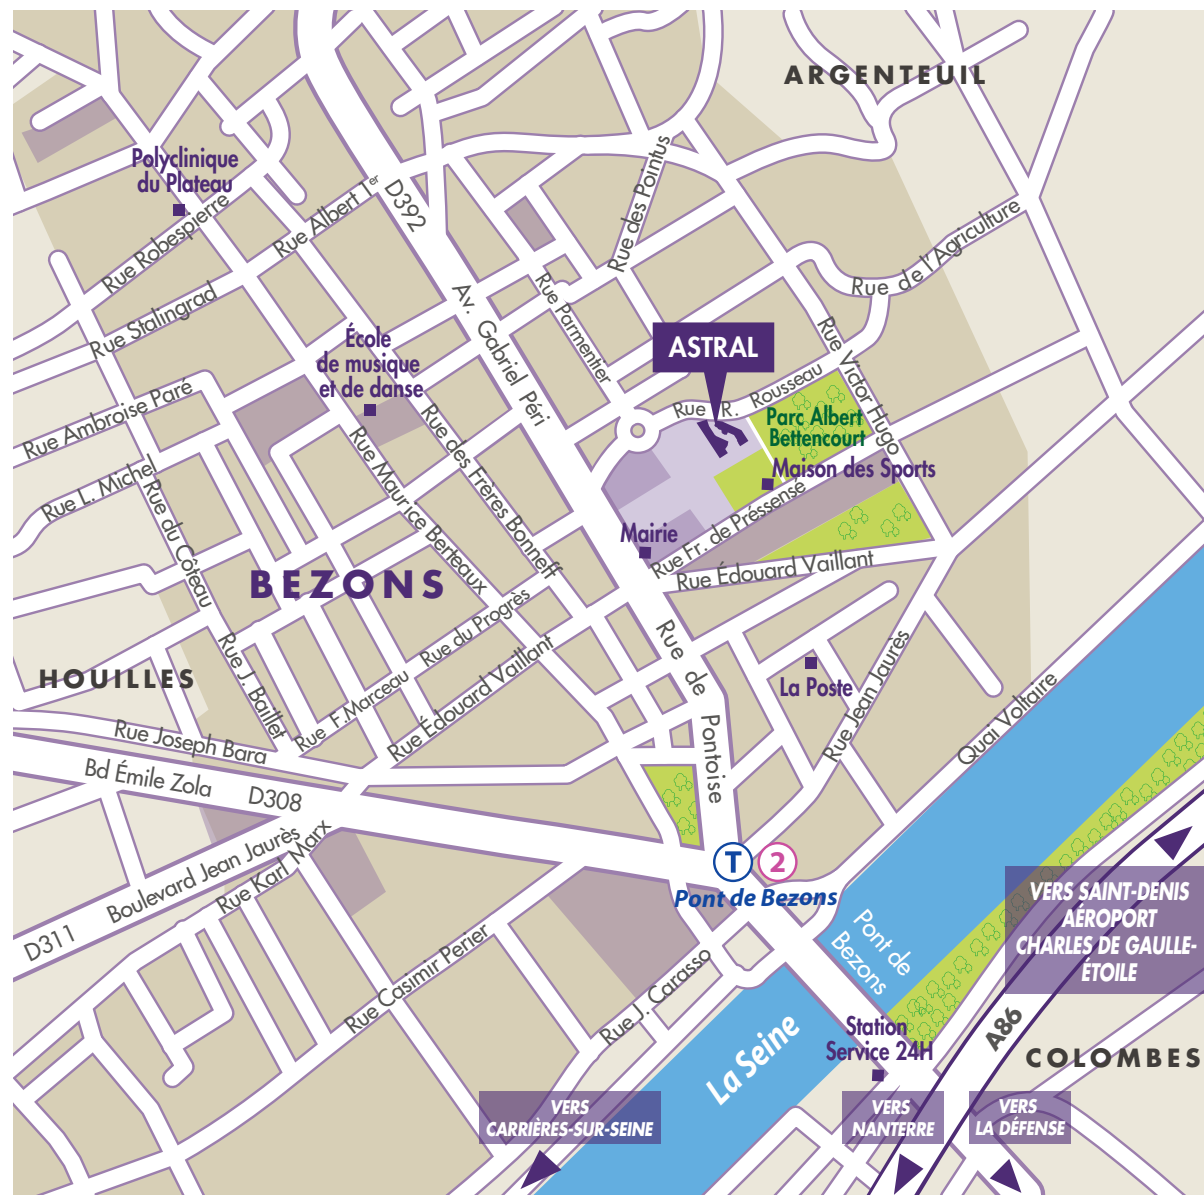 ARGENTEUIL
Polyclinique
du Plateau
Rue Robespierre
Rue Albert 1er
D392
Rue des Pointus
Rue de l'Agriculture
Rue Stalingrad
Av. Gabriel Péri
Rue Parmentier
École
de musique
et de danse
ASTRAL
Rue Victor Hugo
Rue R. Rousseau
Parc Albert
Bettencourt
Maison des Sports
Rue Ambroise Paré
Rue L. Michel
Rue du Côteau
Rue Maurice Berteaux
Rue des Frères Bonneff
Mairie
Rue Fr. de Préssensé
Rue Édouard Vaillant
BEZONS
Rue du Progrès
HOUILLES
Rue J. Baillet
Rue F.Marceau
Rue Édouard Vaillant
Rue de Pontoise
La Poste
Rue Jean Jaurès
Quai Voltaire
Rue Joseph Bara
Bd Émile Zola
D308
Boulevard Jean Jaurès
Rue Karl Marx
D311
T
2
Pont de Bezons
Rue Casimir Perier
Rue J. Carasso
Pont de
Bezons
VERS SAINT-DENIS
AÉROPORT
CHARLES DE GAULLE-
ÉTOILE
A86
COLOMBES
La Seine
Station
Service 24H
VERS
CARRIÈRES-SUR-SEINE
VERS
NANTERRE
VERS
LA DÉFENSE